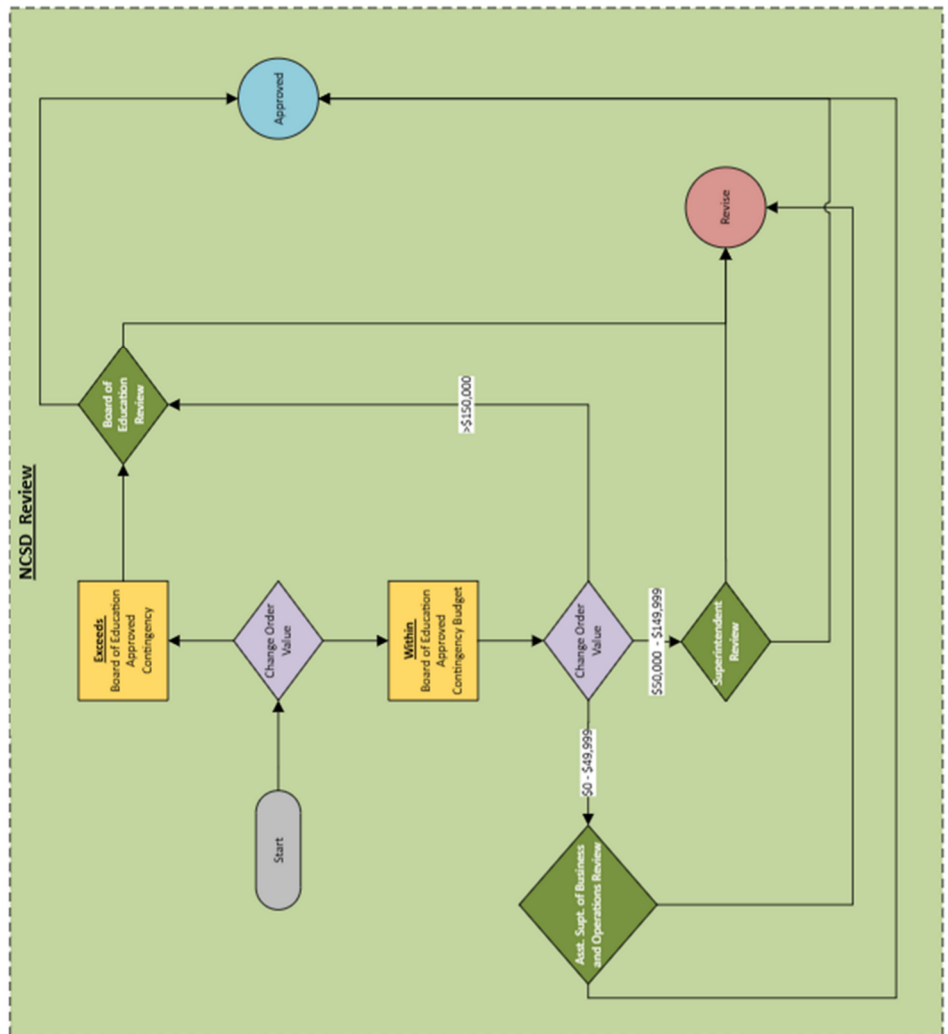 NCSD Review
Start
Change Order
Value
Exceeds
Board of Education
Approved
Contingency
Board of
Education
Review
Within
Board of Education
Approved
Contingency Budget
Change Order
Value
>$150,000
$50,000 - $149,999
$0 - $49,999
Superintendent
Review
Asst. Supt. of Business
and Operations Review
Approved
Revise